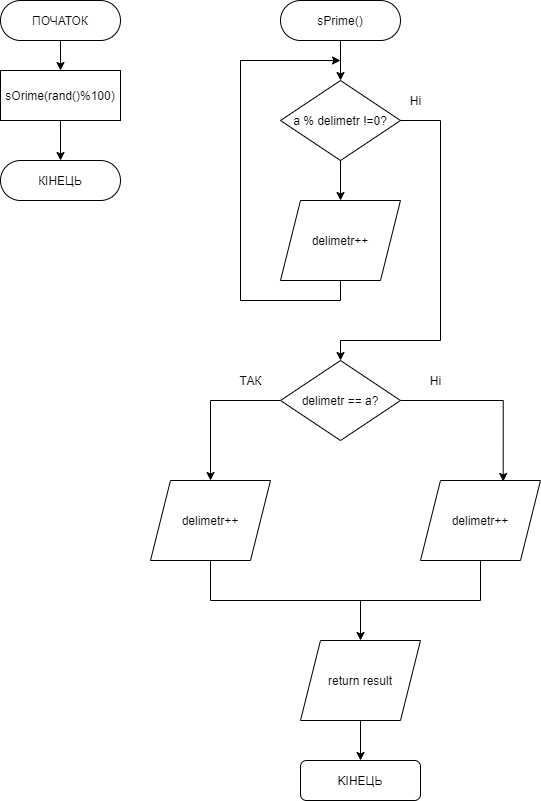 ПОЧАТОК
sOrime(rand()%100)
КІНЕЦЬ
sPrime()
a % delimetr !=0?
Ні
delimetr++
delimetr == a?
ТАК
Ні
delimetr++
delimetr++
return result
КІНЕЦЬ